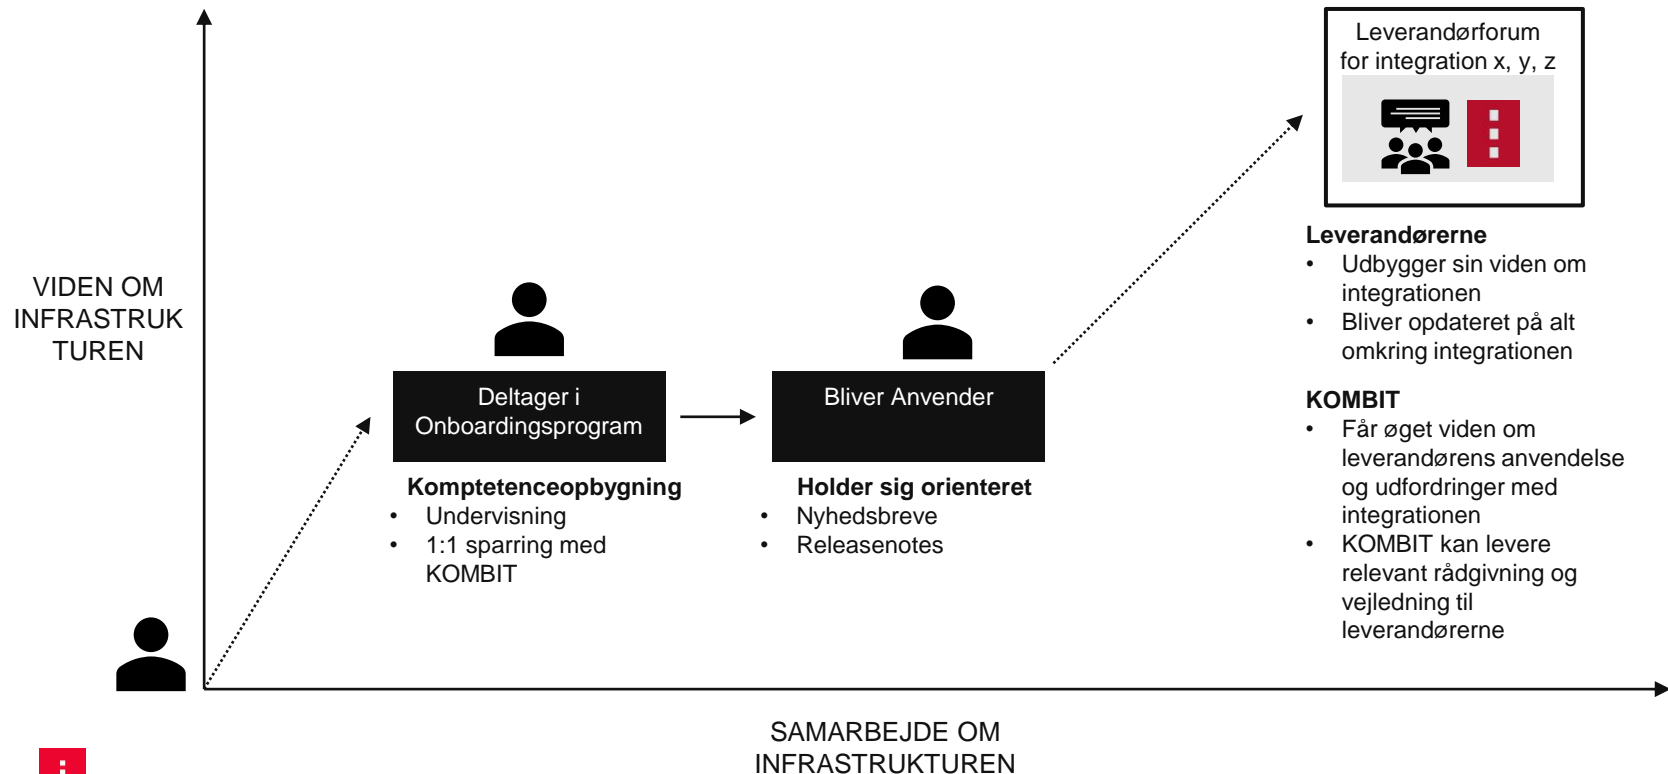 VIDEN OM
INFRASTRUK
TUREN
Deltager i
Onboardingsprogram
Komptetenceopbygning
• Undervisning
• 1:1 sparring med
KOMBIT
Bliver Anvender
Holder sig orienteret
• Nyhedsbreve
• Releasenotes
Leverandørforum
for integration x, y, z
Leverandørerne
• Udbygger sin viden om
integrationen
• Bliver opdateret på alt
omkring integrationen
KOMBIT
• Får øget viden om
leverandørens anvendelse
og udfordringer med
integrationen
• KOMBIT kan levere
relevant rådgivning og
vejledning til
leverandørerne
SAMARBEJDE OM
INFRASTRUKTUREN